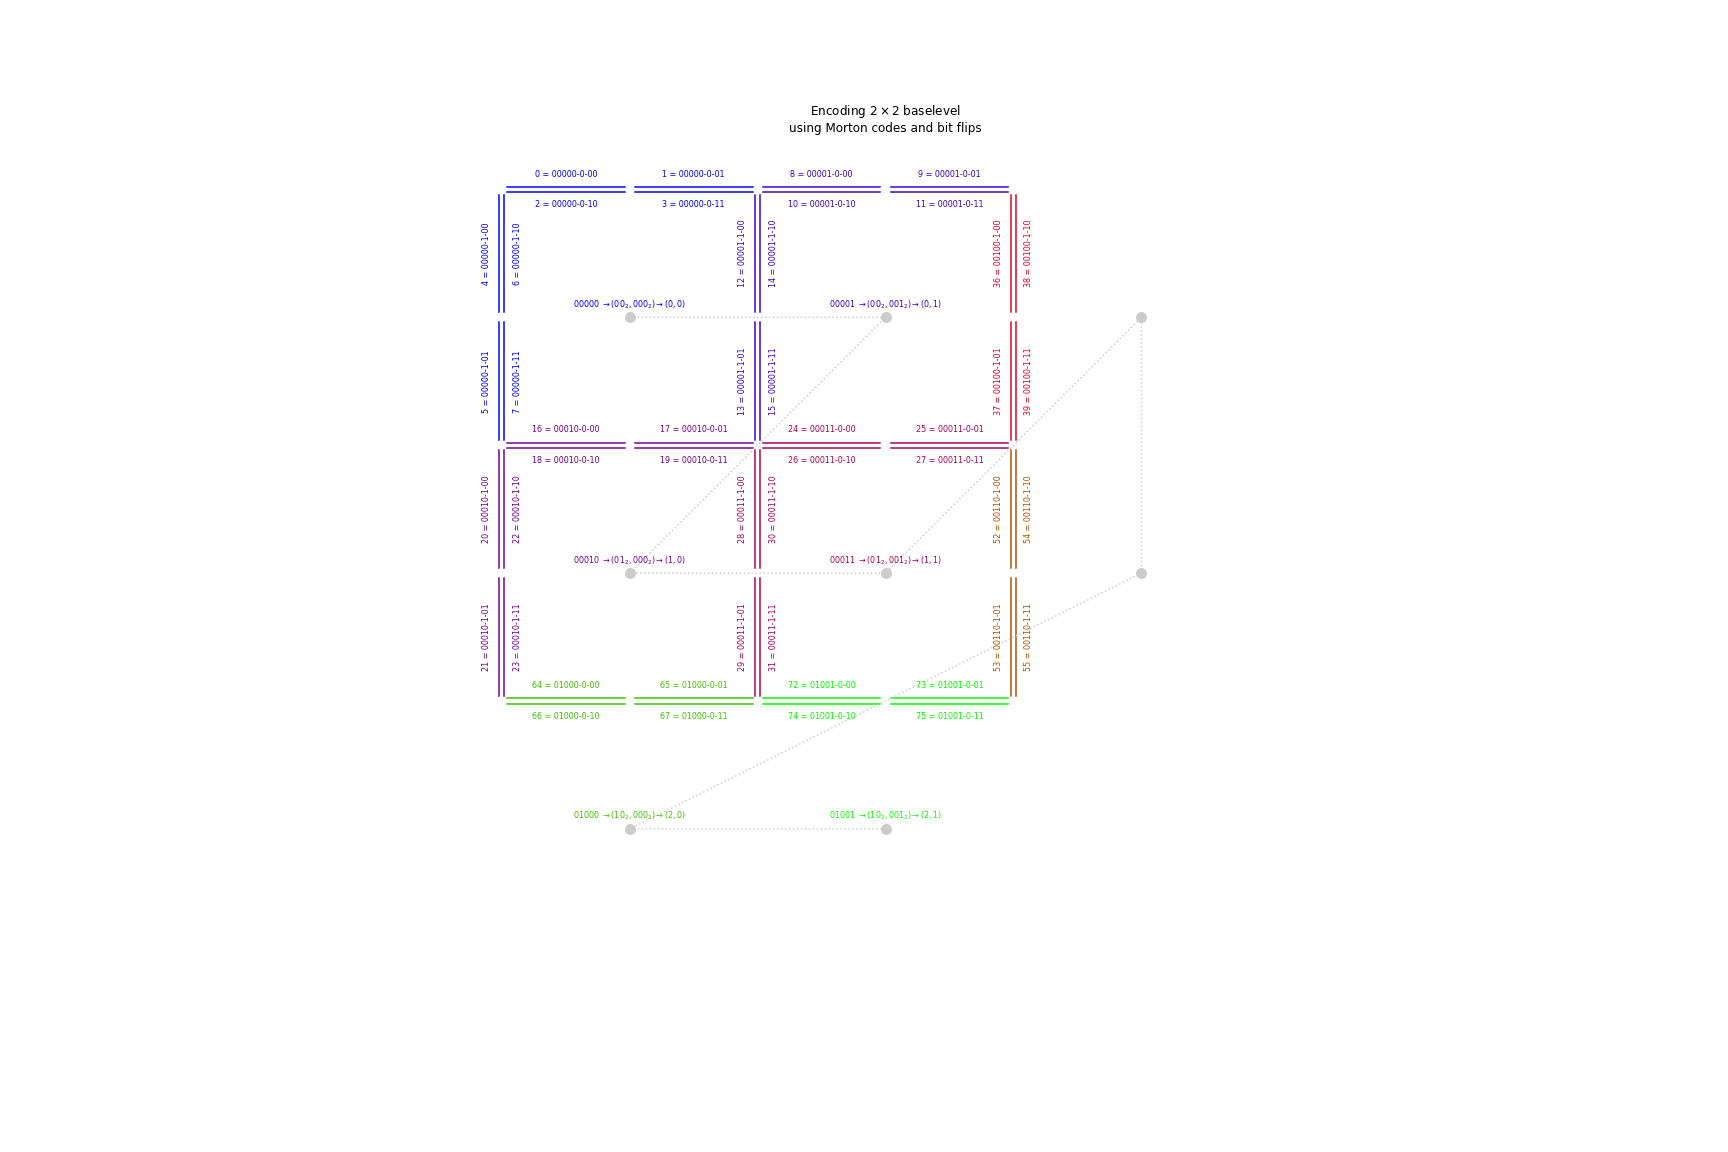 Encoding 2 × 2 baselevel
using Morton codes and bit flips
0 = 00000-0-00
1 = 00000-0-01
8 = 00001-0-00
9 = 00001-0-01
2 = 00000-0-10
3 = 00000-0-11
10 = 00001-0-10
11 = 00001-0-11
4 = 00000-1-00
6 = 00000-1-10
12 = 00001-1-00
14 = 00001-1-10
36 = 00100-1-00
38 = 00100-1-10
00000 →(00₂,000₂)→ (0, 0)
00001 →(00₂,001₂)→ (0, 1)
5 = 00000-1-01
7 = 00000-1-11
13 = 00001-1-01
15 = 00001-1-11
37 = 00100-1-01
39 = 00100-1-11
16 = 00010-0-00
17 = 00010-0-01
24 = 00011-0-00
25 = 00011-0-01
18 = 00010-0-10
19 = 00010-0-11
26 = 00011-0-10
27 = 00011-0-11
20 = 00010-1-00
22 = 00010-1-10
28 = 00011-1-00
30 = 00011-1-10
52 = 00110-1-00
54 = 00110-1-10
00010 →(01₂,000₂)→ (1, 0)
00011 →(01₂,001₂)→ (1, 1)
21 = 00010-1-01
23 = 00010-1-11
29 = 00011-1-01
31 = 00011-1-11
53 = 00110-1-01
55 = 00110-1-11
64 = 01000-0-00
65 = 01000-0-01
72 = 01001-0-00
73 = 01001-0-01
66 = 01000-0-10
67 = 01000-0-11
74 = 01001-0-10
75 = 01001-0-11
01000 →(10₂,000₂)→ (2, 0)
01001 →(10₂,001₂)→ (2, 1)